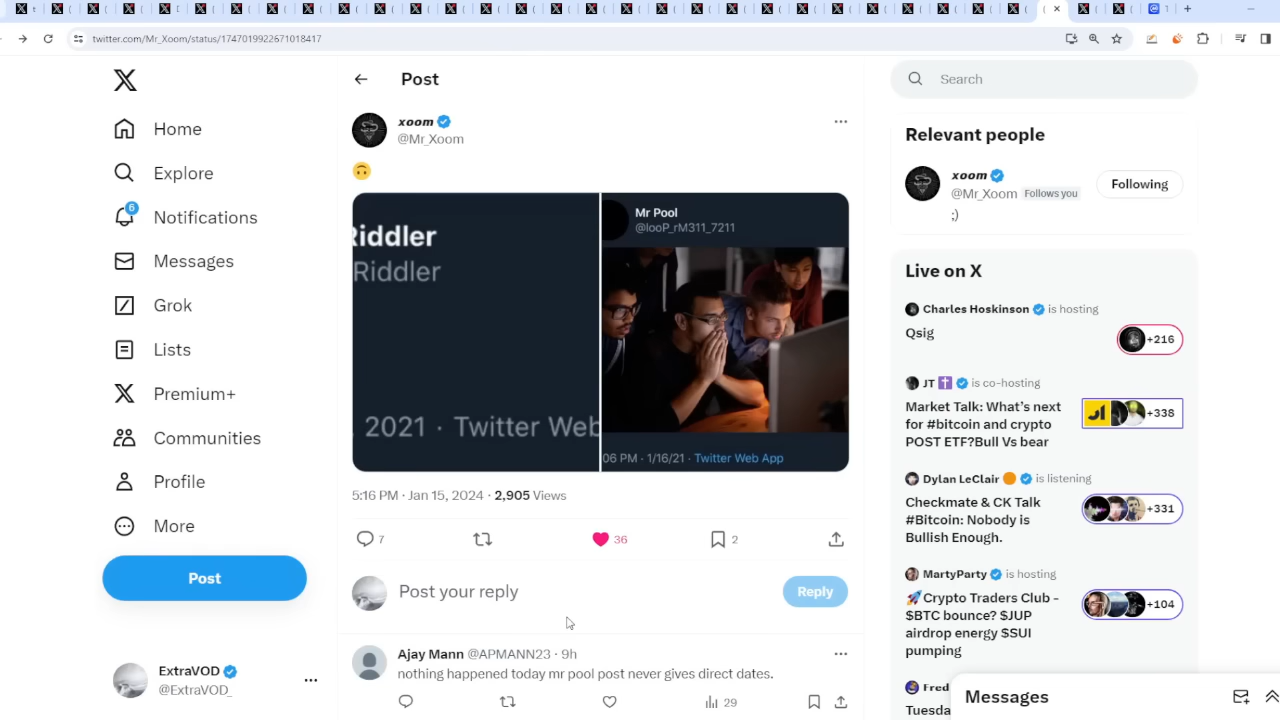 twitter.com/Mr_Xoom/status/1747019922671018417
Home
Explore
6
Notifications
Messages
Grok
Lists
Premium+
Communities
Profile
More
Post
ExtraVOD
@ExtraVOD_
Post
xoom
@Mr_Xoom
Riddler
Riddler
, 2021 · Twitter Web
Mr Pool
@looP_rM311_7211
06 PM · 1/16/21 · Twitter Web App
5:16 PM · Jan 15, 2024 · 2,905 Views
7
36
2
Post your reply
Reply
Ajay Mann @APMANN23 · 9h
nothing happened today mr pool post never gives direct dates.
29
Search
Relevant people
xoom
@Mr_Xoom Follows you
;)
Following
Live on X
Charles Hoskinson is hosting
Qsig
+216
JT is co-hosting
Market Talk: What's next
for #bitcoin and crypto
POST ETF?Bull Vs bear
+338
Dylan LeClair is listening
Checkmate & CK Talk
#Bitcoin: Nobody is
Bullish Enough.
+331
MartyParty is hosting
🚀Crypto Traders Club -
$BTC bounce? $JUP
airdrop energy $SUI
pumping
+104
Fred
Tuesda
Messages